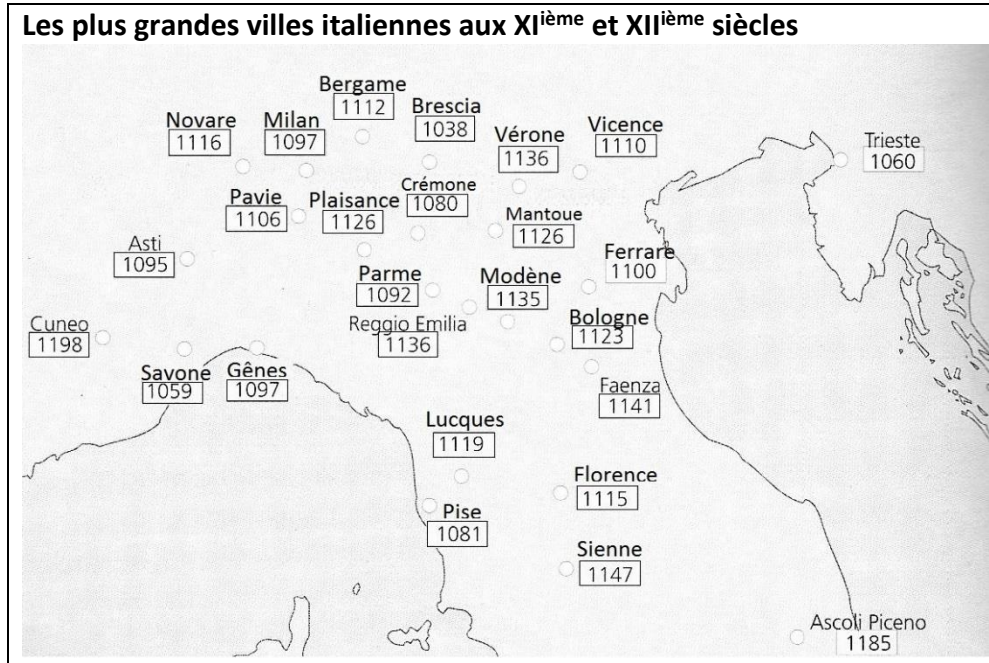 Les plus grandes villes italiennes aux XIième et XIIième siècles
Bergame
1112
Brescia
1038
Novare
1116
Milan
1097
Vérone
1136
Vicence
1110
Trieste
1060
Crémone
1080
Pavie
1106
Plaisance
1126
Mantoue
1126
Asti
1095
Ferrare
1100
Parme
1092
Modène
1135
Reggio Emilia
1136
Bologne
1123
Cuneo
1198
Savone
1059
Gênes
1097
Faenza
1141
Lucques
1119
Florence
1115
Pise
1081
Sienne
1147
Ascoli Piceno
1185